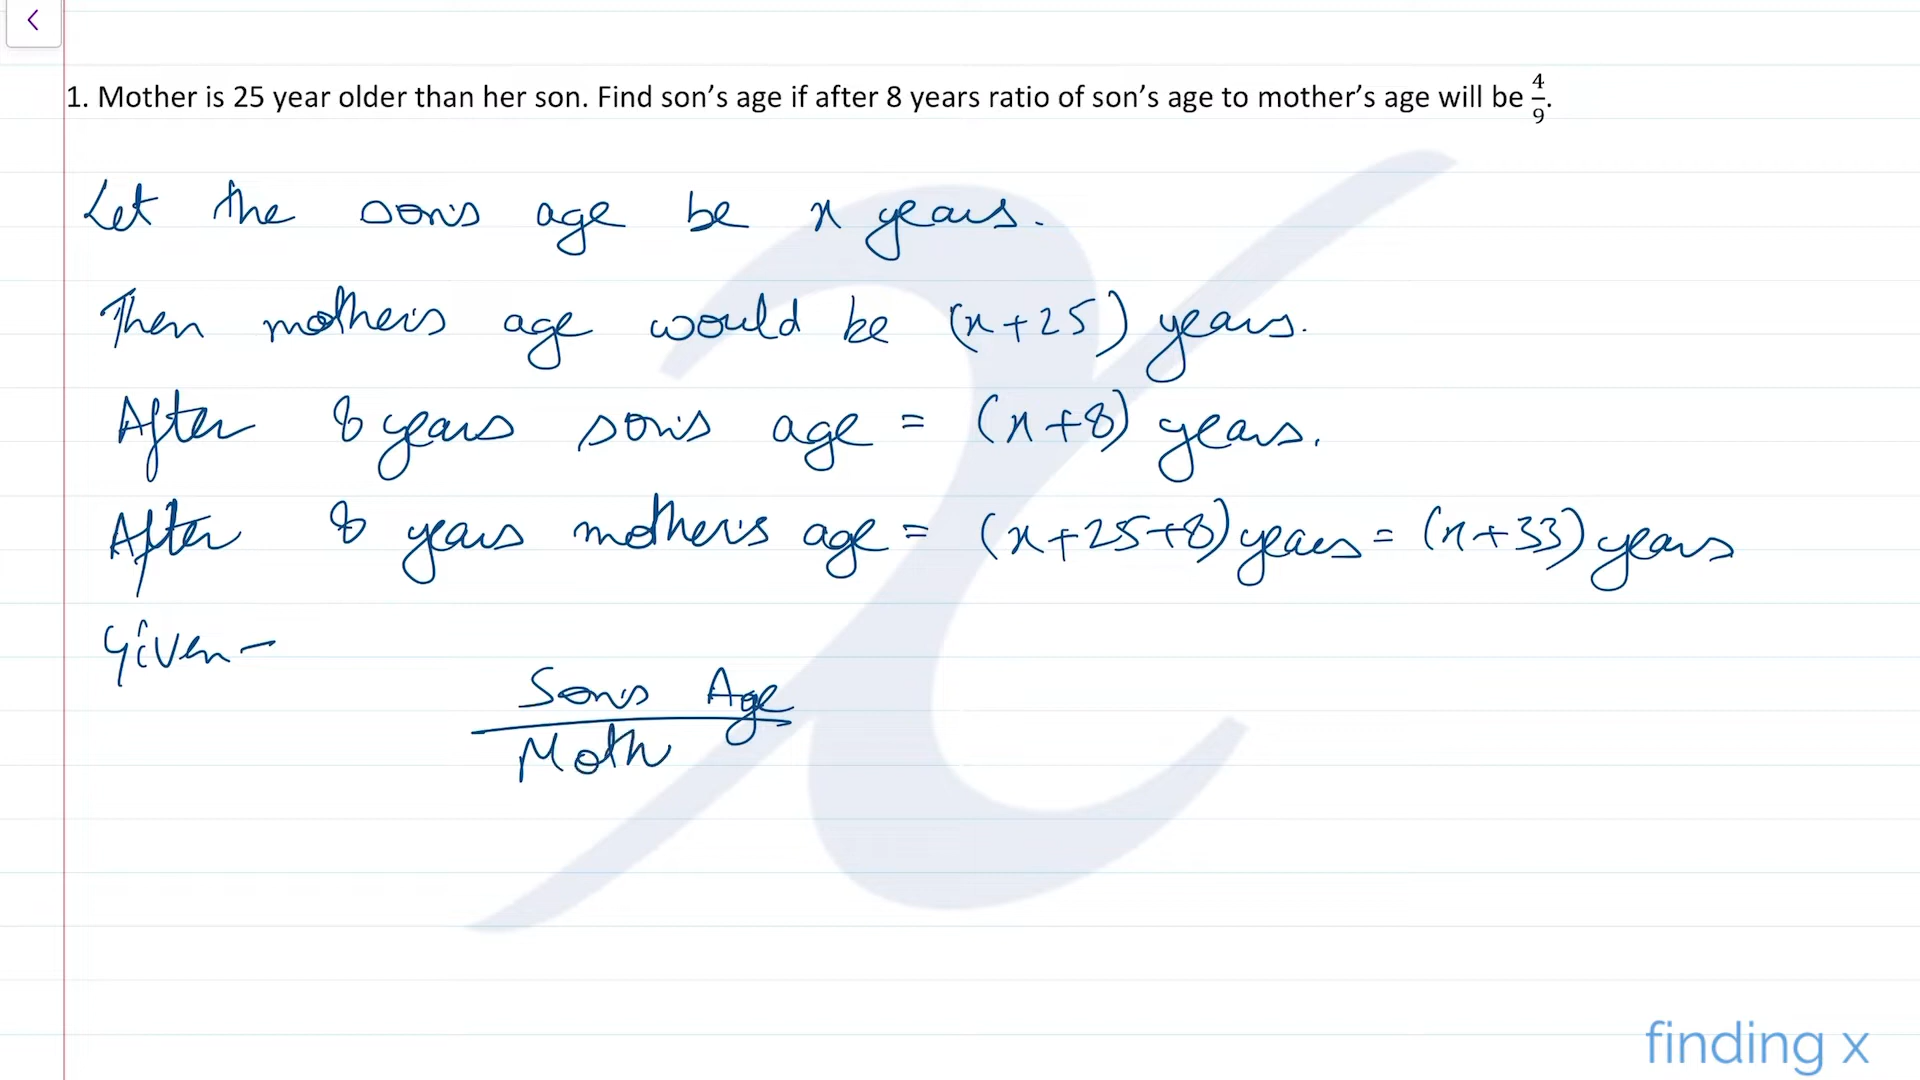 1. Mother is 25 year older than her son. Find son’s age if after 8 years ratio of son’s age to mother’s age will be 4/9.
Let the son's age be x years.
Then mother's age would be (x+25) years.
After 8 years son's age = (x+8) years.
After 8 years mother's age = (x+25+8) years = (x+33) years
Given-
Son's Age
Moth
finding x